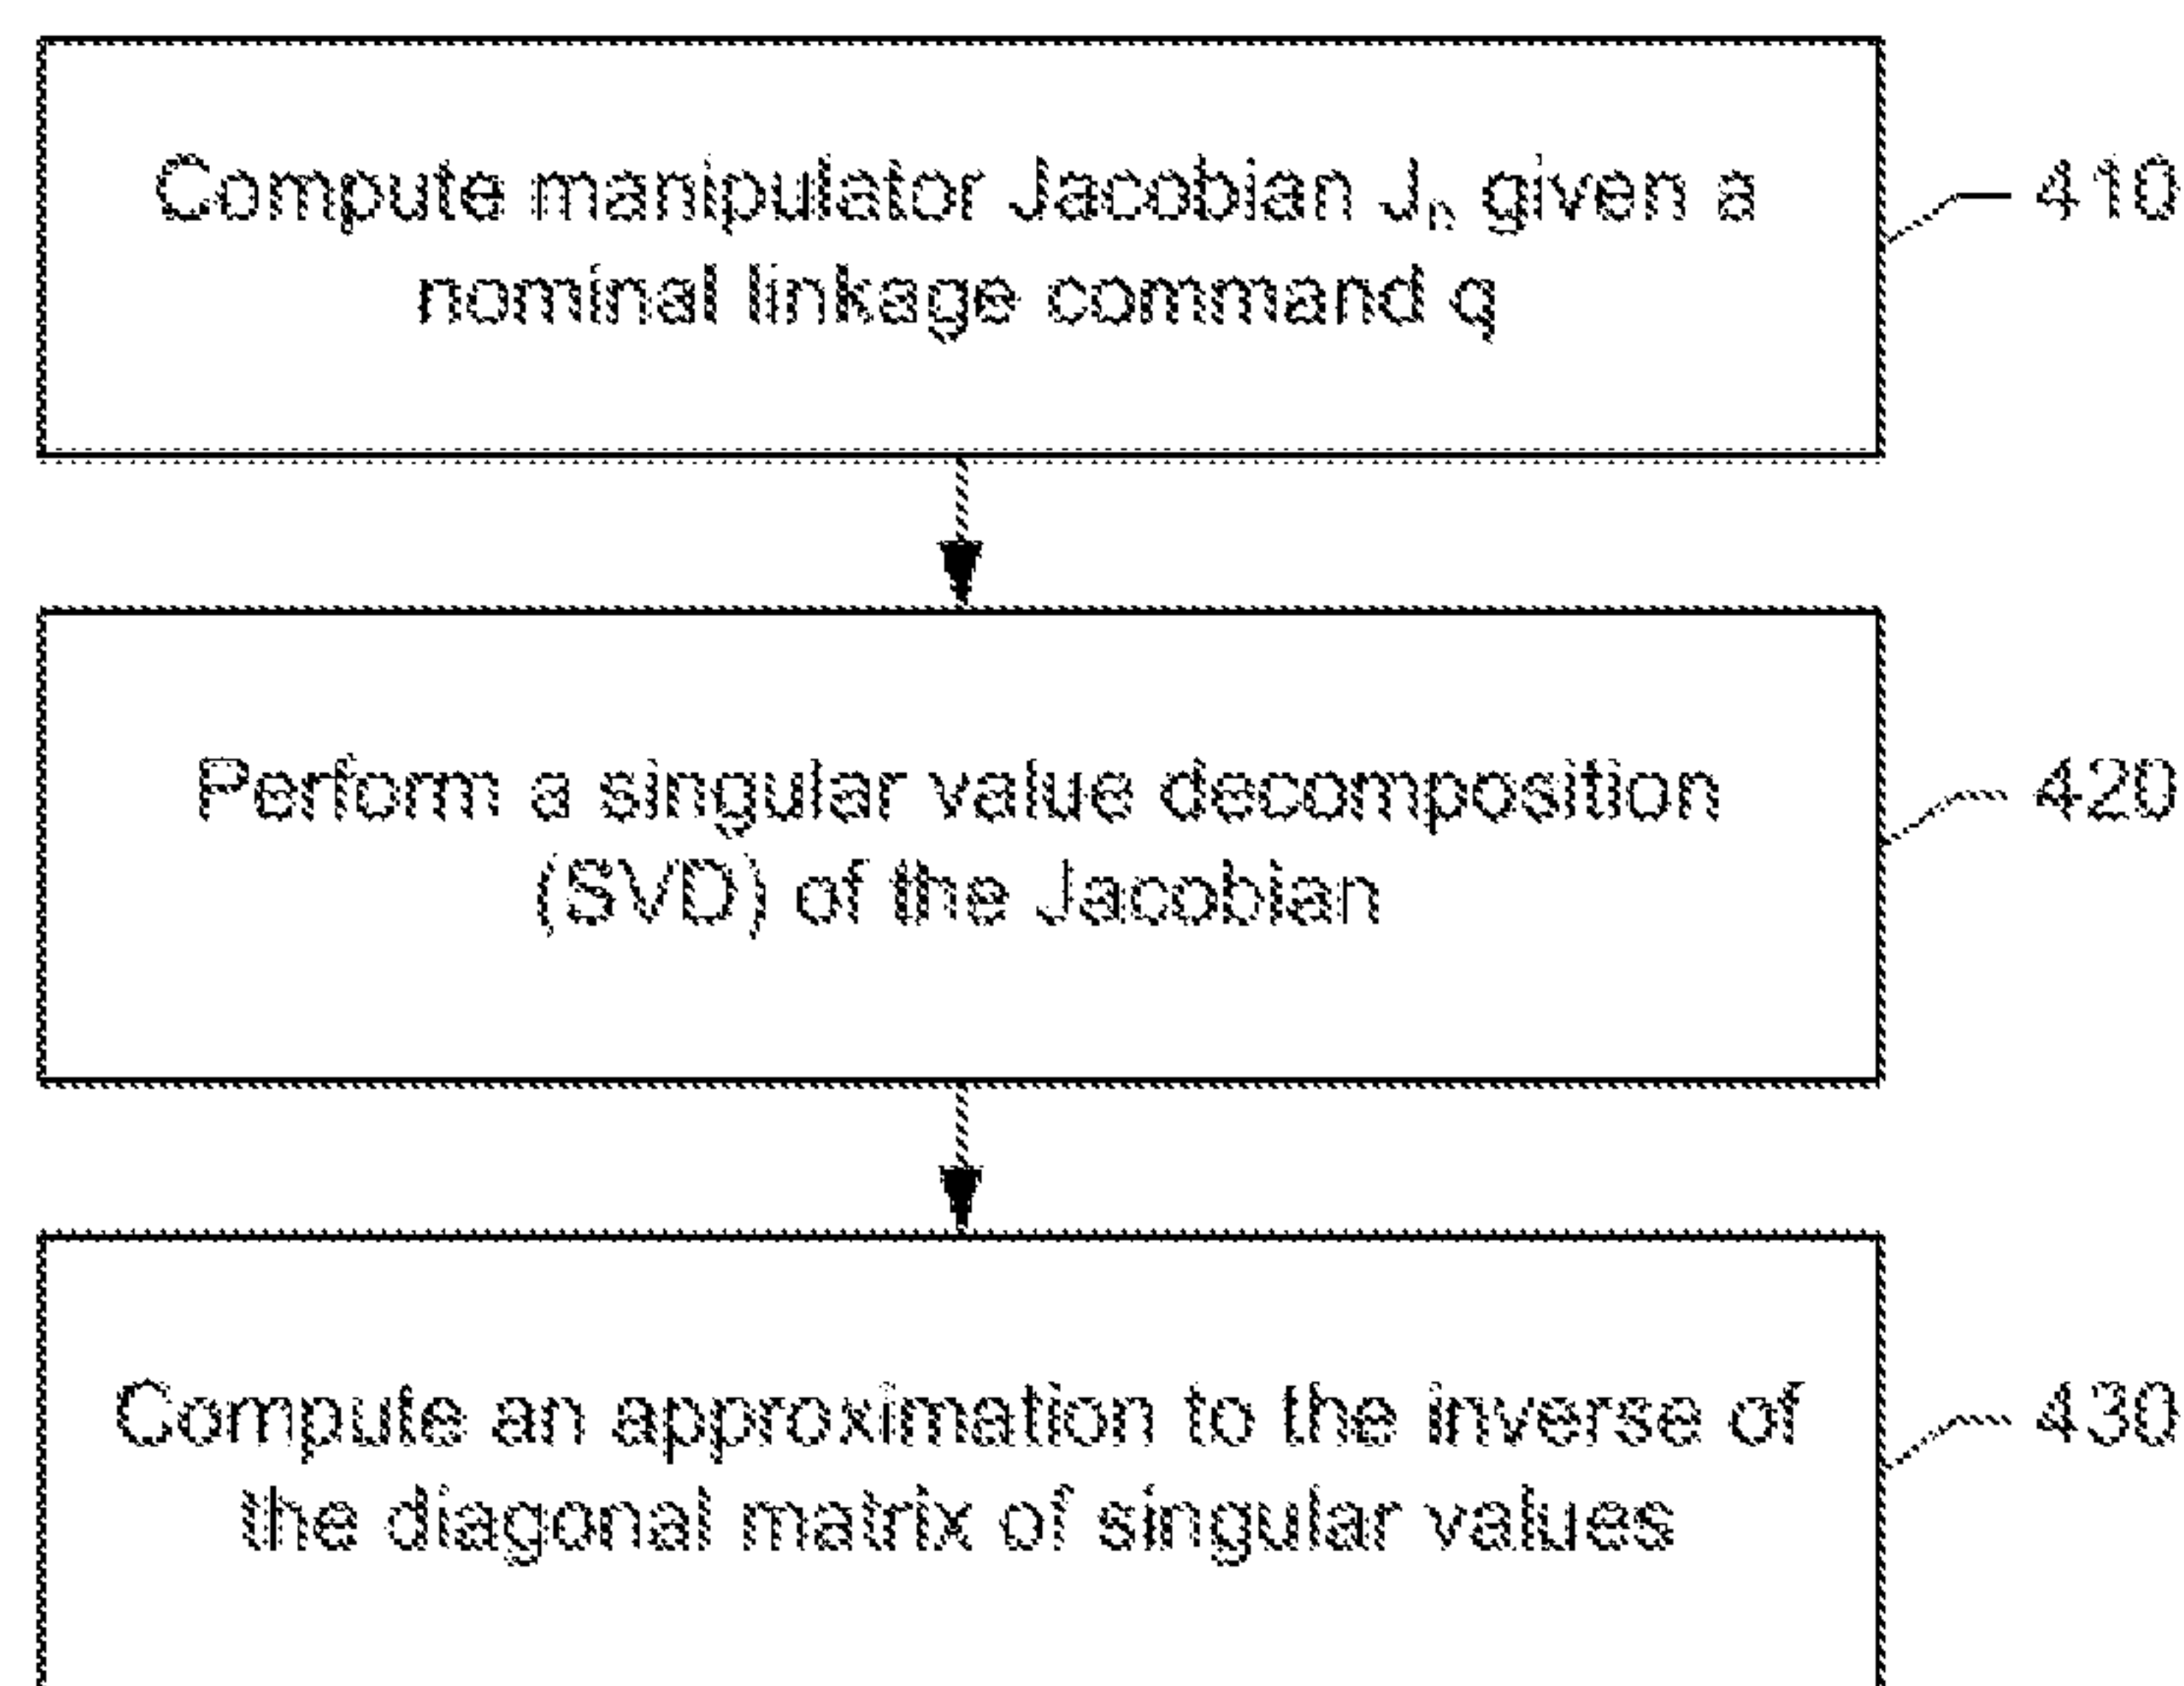 Compute manipulator Jacobian Jₙ given a
nominal linkage command q
410
Perform a singular value decomposition
(SVD) of the Jacobian
420
Compute an approximation to the inverse of
the diagonal matrix of singular values
430